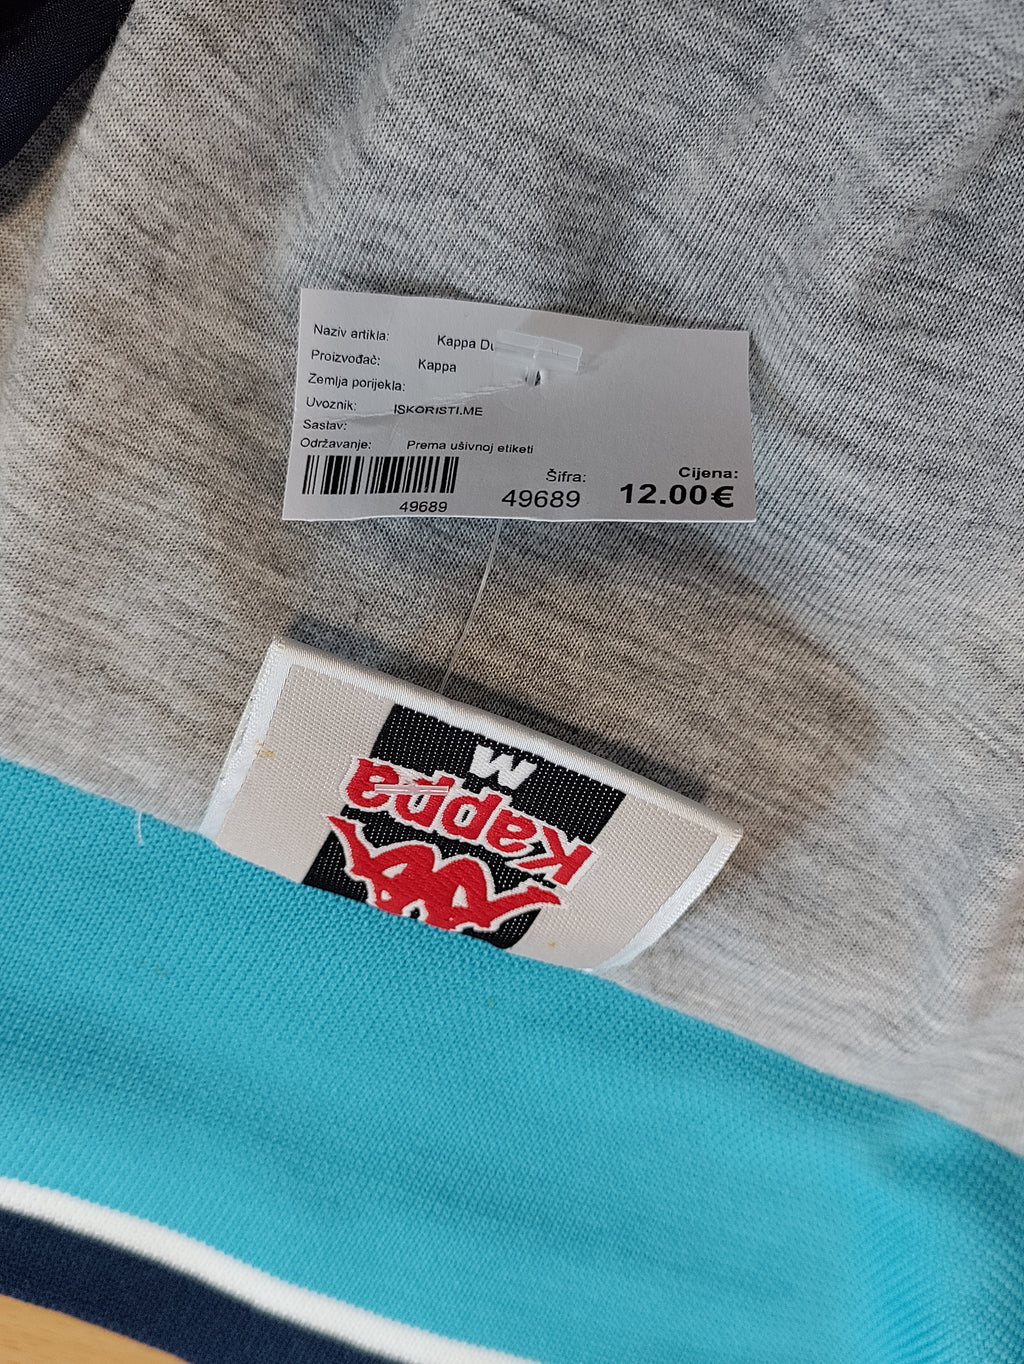 Naziv artikla: Kappa
Proizvođač: Kappa
Zemlja porijekla:
Uvoznik: ISKORISTI.ME
Sastav:
Održavanje: Prema ušivnoj etiketi
49689
Šifra:
49689
Cijena:
12.00€
Kappa
M